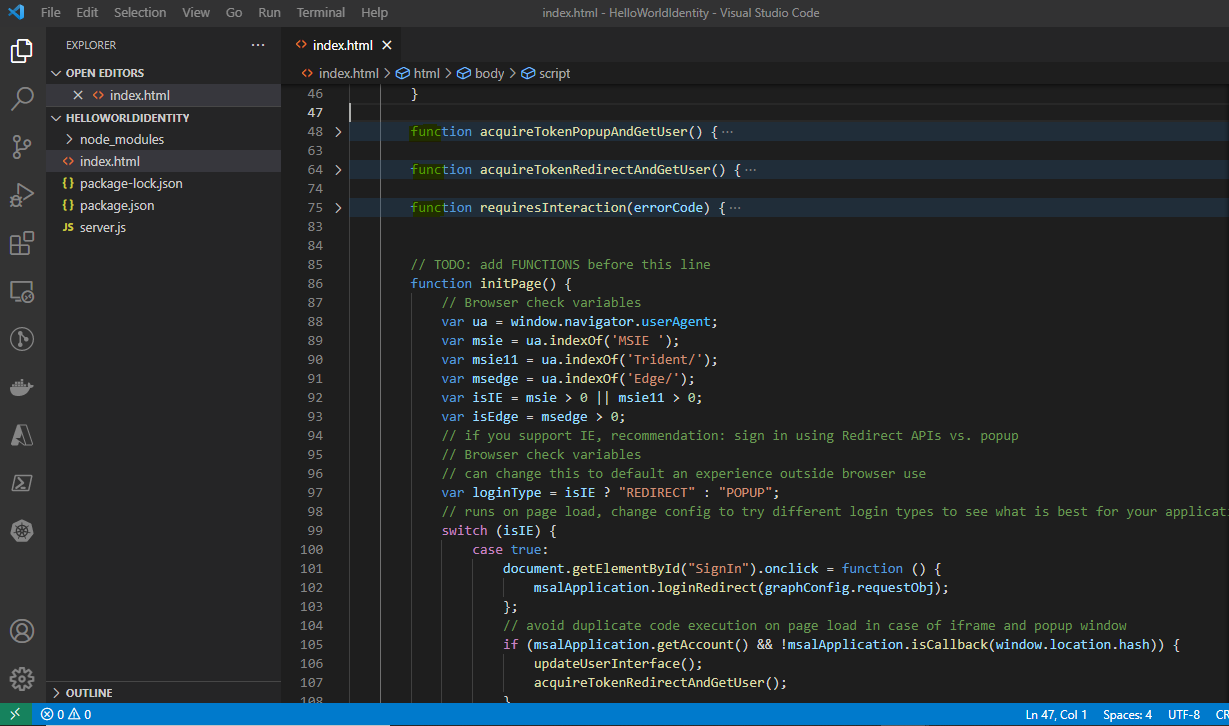 File Edit Selection View Go Run Terminal Help
index.html - HelloWorldIdentity - Visual Studio Code
EXPLORER ···
OPEN EDITORS
index.html
HELLOWORLDIDENTITY
node_modules
index.html
{} package-lock.json
{} package.json
JS server.js
OUTLINE
index.html
index.html > html > body > script
46 }
47
48 function acquireTokenPopupAndGetUser() { ···
63
64 function acquireTokenRedirectAndGetUser() { ···
74
75 function requiresInteraction(errorCode) { ···
83
84
85 // TODO: add FUNCTIONS before this line
86 function initPage() {
87 // Browser check variables
88 var ua = window.navigator.userAgent;
89 var msie = ua.indexOf('MSIE ');
90 var msie11 = ua.indexOf('Trident/');
91 var msedge = ua.indexOf('Edge/');
92 var isIE = msie > 0 || msie11 > 0;
93 var isEdge = msedge > 0;
94 // if you support IE, recommendation: sign in using Redirect APIs vs. popup
95 // Browser check variables
96 // can change this to default an experience outside browser use
97 var loginType = isIE ? "REDIRECT" : "POPUP";
98 // runs on page load, change config to try different login types to see what is best for your applicati
99 switch (isIE) {
100 case true:
101 document.getElementById("SignIn").onclick = function () {
102 msalApplication.loginRedirect(graphConfig.requestObj);
103 };
104 // avoid duplicate code execution on page load in case of iframe and popup window
105 if (msalApplication.getAccount() && !msalApplication.isCallback(window.location.hash)) {
106 updateUserInterface();
107 acquireTokenRedirectAndGetUser();
108 }
0 0 Ln 47, Col 1 Spaces: 4 UTF-8 CR